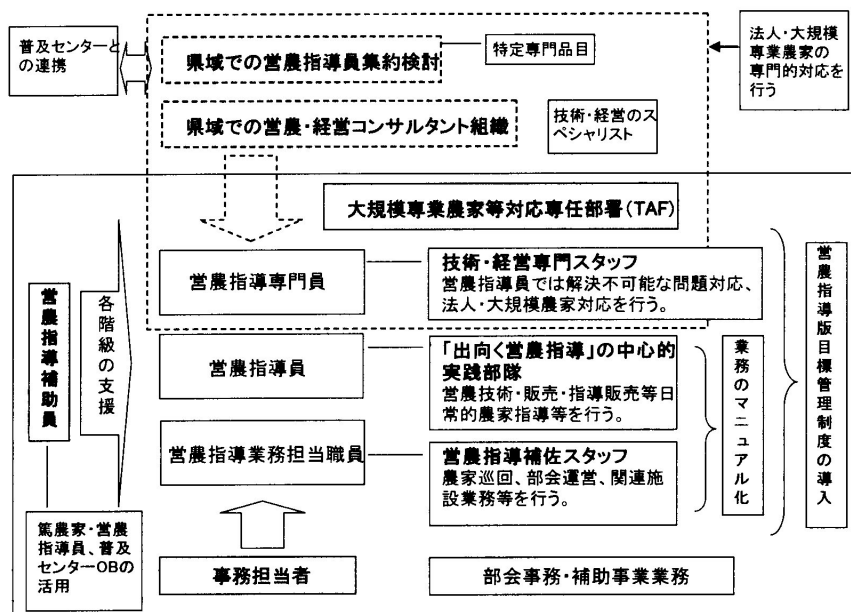 普及センターと
の連携
県域での営農指導員集約検討
特定専門品目
法人・大規模
専業農家の
専門的対応を
行う
県域での営農・経営コンサルタント組織
技術・経営のス
ペシャリスト
大規模専業農家等対応専任部署(TAF)
営農指導専門員
技術・経営専門スタッフ
営農指導員では解決不可能な問題対応、
法人・大規模農家対応を行う。
営農指導補助員
各階級の支援
営農指導員
「出向く営農指導」の中心的
実践部隊
営農技術・販売・指導販売等日
常的農家指導等を行う。
営農指導業務担当職員
営農指導補佐スタッフ
農家巡回、部会運営、関連施
設業務等を行う。
業務のマニュアル化
営農指導版目標管理制度の導入
篤農家・営農
指導員、普及
センターOBの
活用
事務担当者
部会事務・補助事業業務